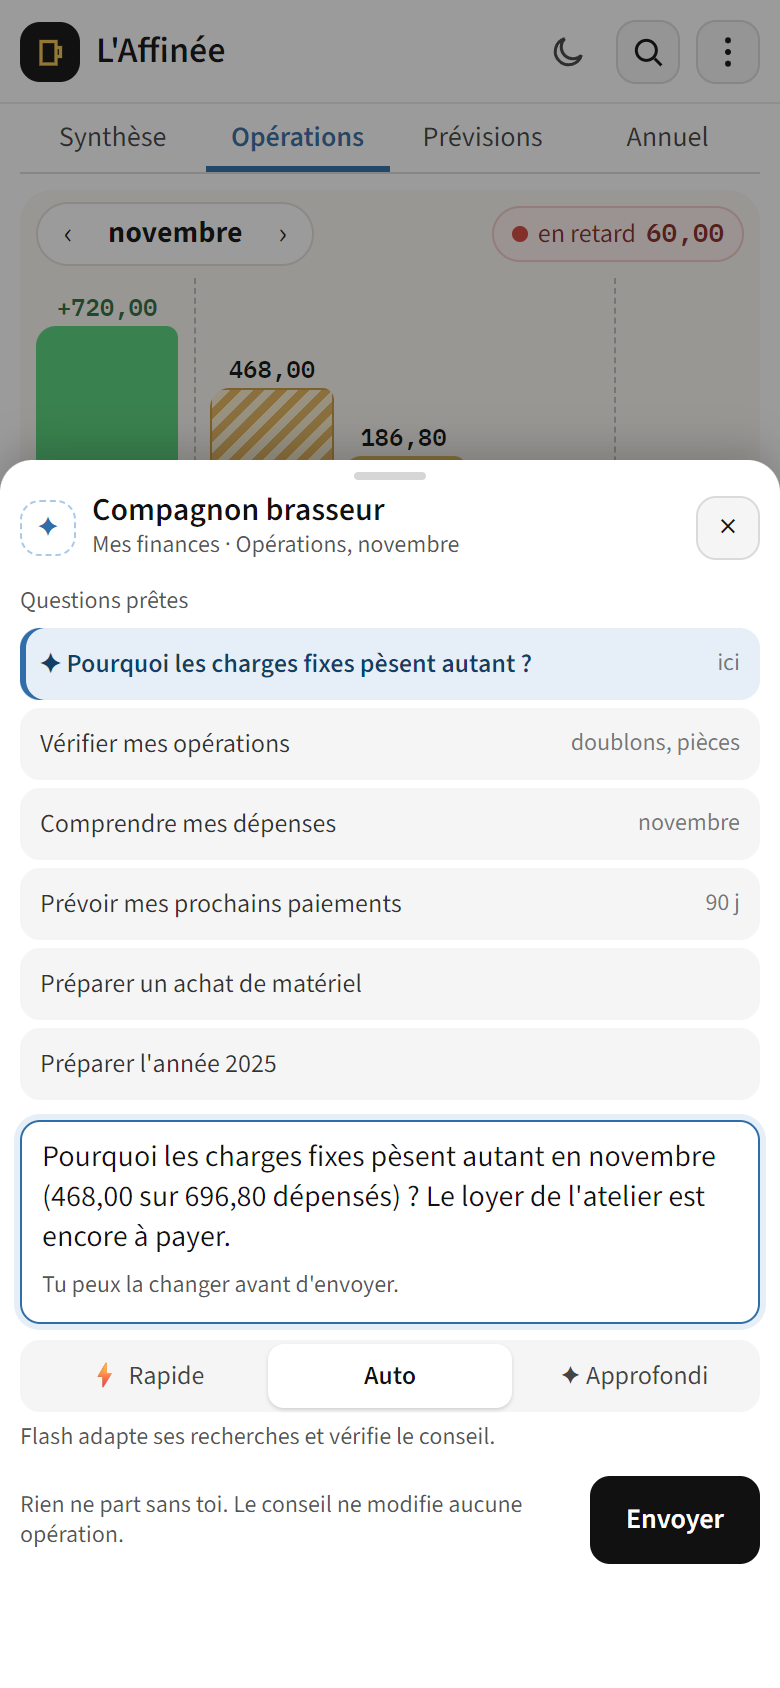 L'Affinée
Synthèse Opérations Prévisions Annuel
‹ novembre › en retard 60,00
+720,00
468,00
186,80
Compagnon brasseur
Mes finances · Opérations, novembre
×
Questions prêtes
✦ Pourquoi les charges fixes pèsent autant ? ici
Vérifier mes opérations doublons, pièces
Comprendre mes dépenses novembre
Prévoir mes prochains paiements 90 j
Préparer un achat de matériel
Préparer l'année 2025
Pourquoi les charges fixes pèsent autant en novembre
(468,00 sur 696,80 dépensés) ? Le loyer de l'atelier est
encore à payer.
Tu peux la changer avant d'envoyer.
Rapide Auto ✦ Approfondi
Flash adapte ses recherches et vérifie le conseil.
Rien ne part sans toi. Le conseil ne modifie aucune
opération.
Envoyer